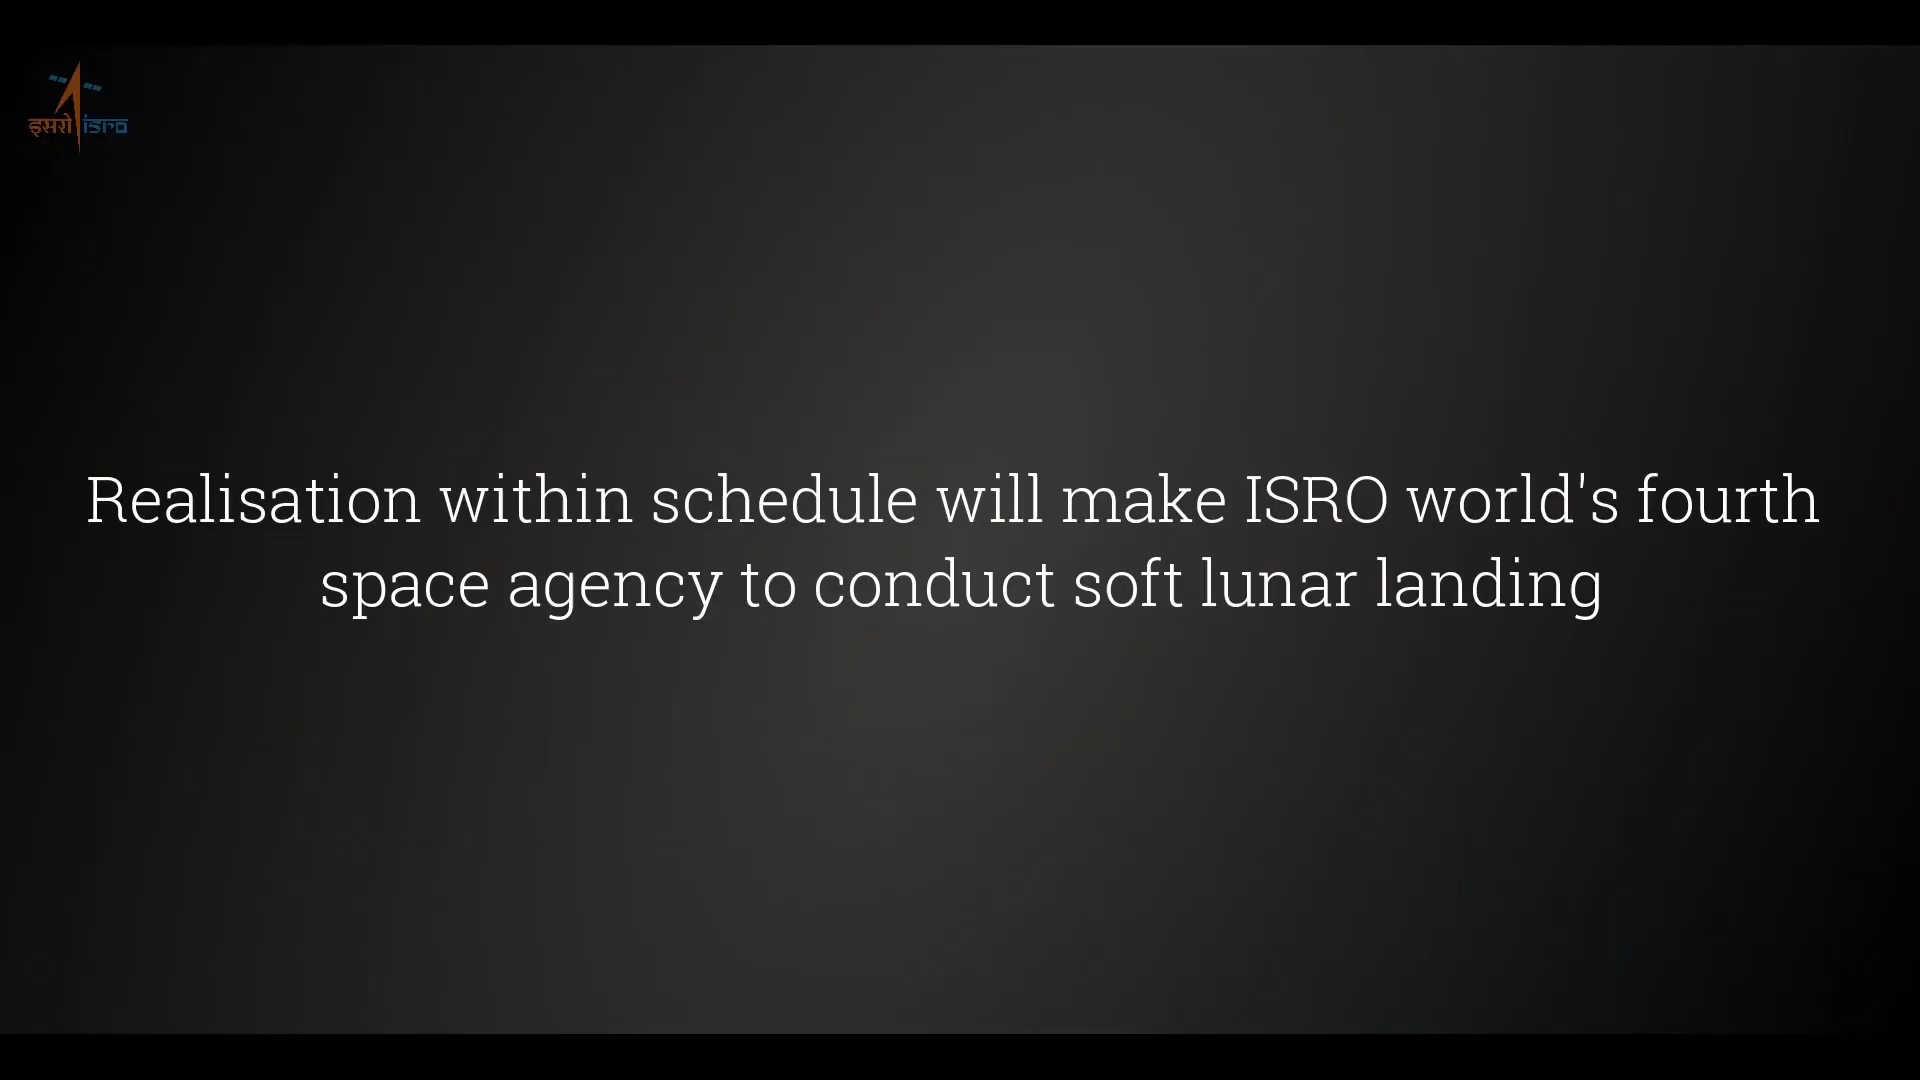 इसरो isro
Realisation within schedule will make ISRO world's fourth
space agency to conduct soft lunar landing